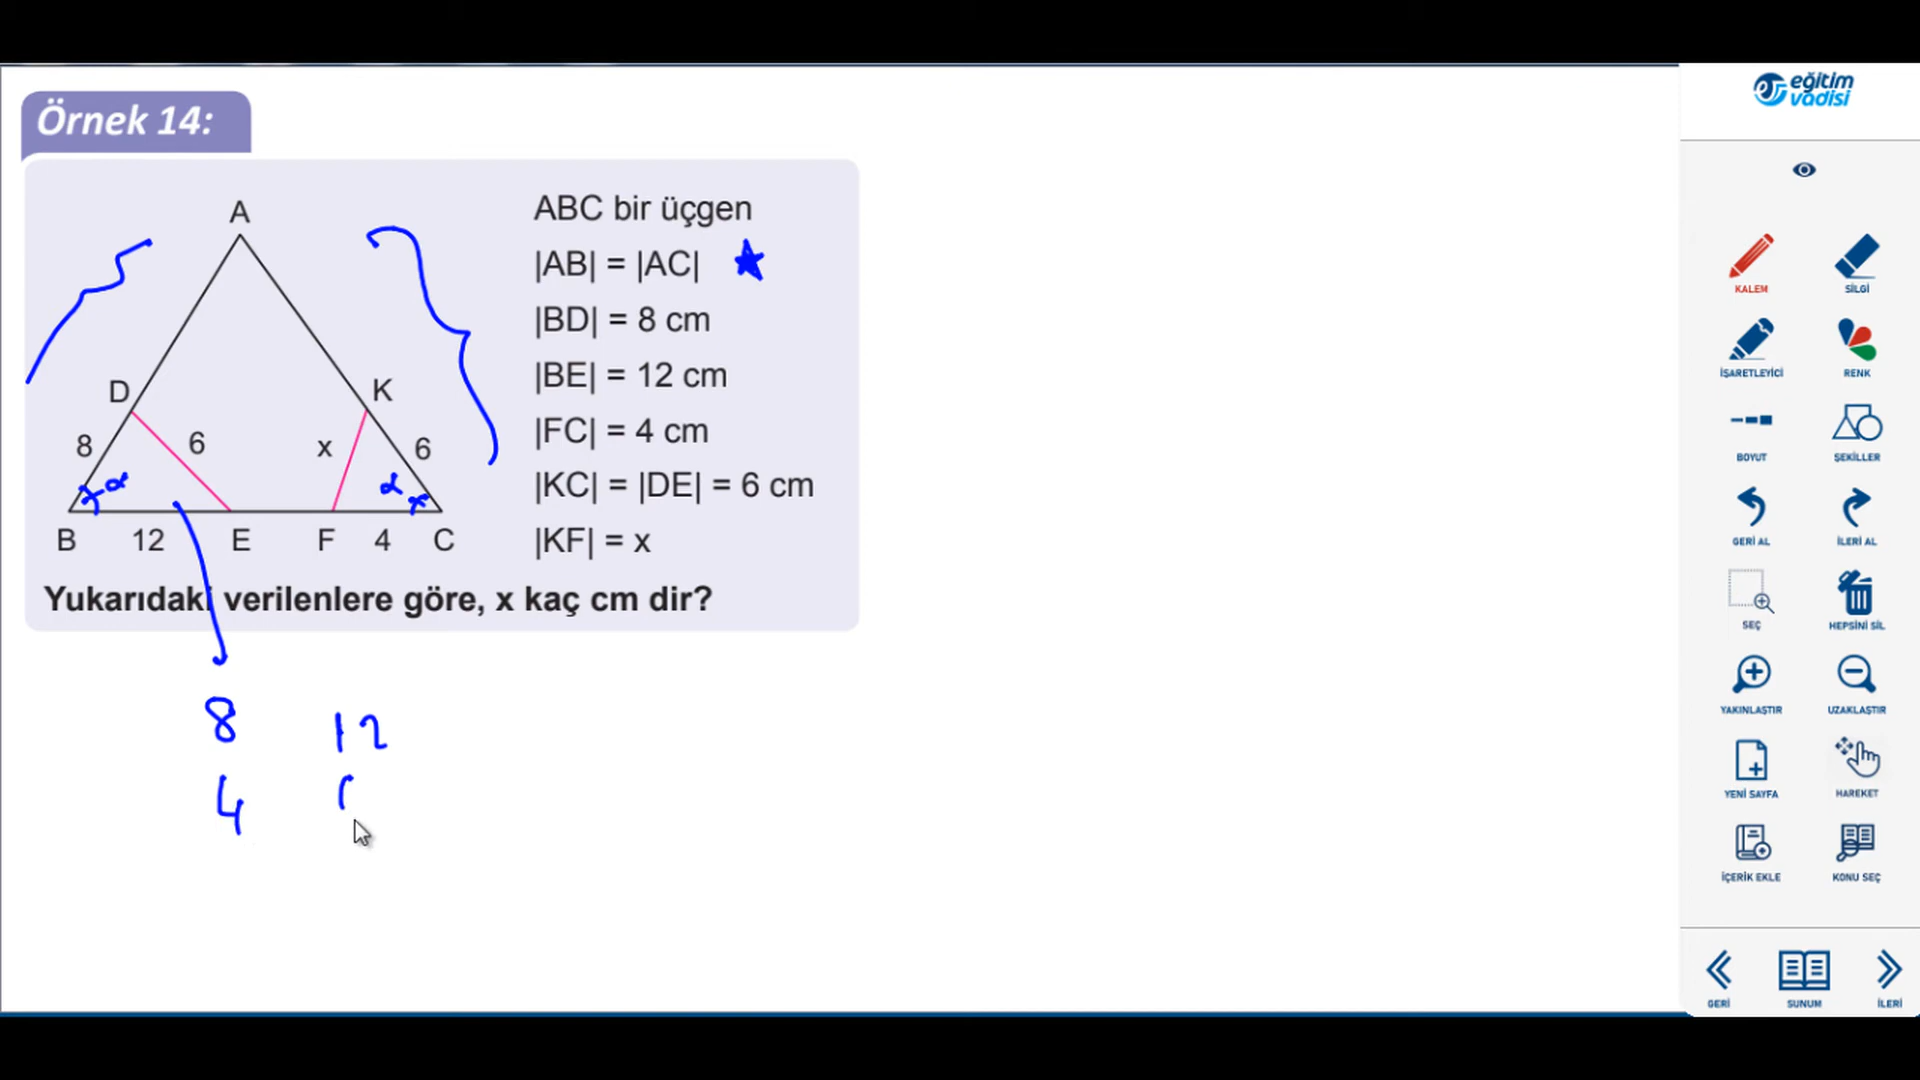 eğitim
vadisi
Örnek 14:
ABC bir üçgen
|AB| = |AC|
|BD| = 8 cm
|BE| = 12 cm
|FC| = 4 cm
|KC| = |DE| = 6 cm
|KF| = x
A
D
K
8
6
x
6
α
α
B
12
E
F
4
C
Yukarıdaki verilenlere göre, x kaç cm dir?
8 12
4
KALEM
SİLGİ
İŞARETLEYİCİ
RENK
BOYUT
ŞEKİLLER
GERİ AL
İLERİ AL
SEÇ
HEPSİNİ SİL
YAKINLAŞTIR
UZAKLAŞTIR
YENİ SAYFA
HAREKET
İÇERİK EKLE
KONU SEÇ
GERİ
SUNUM
İLERİ